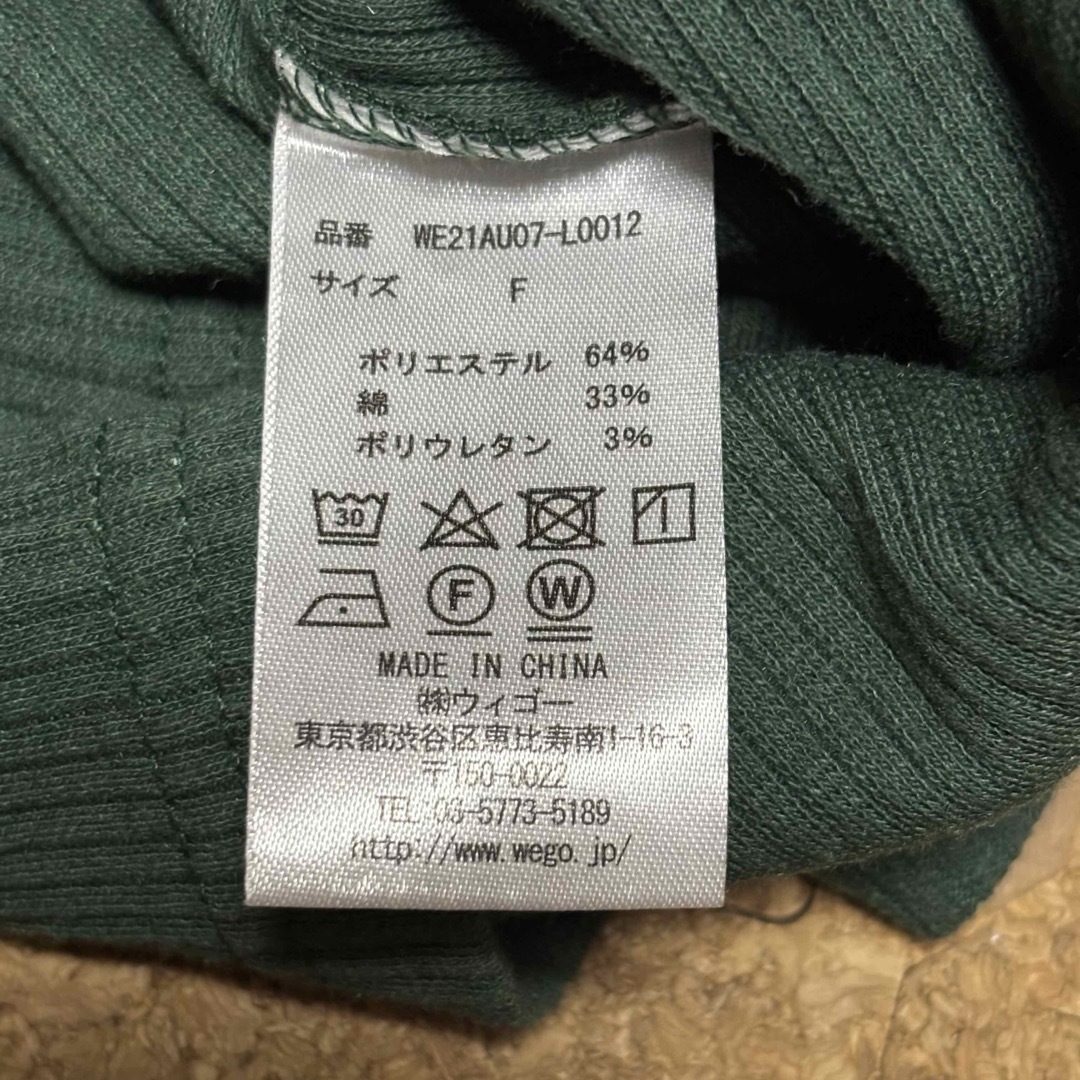 品番 WE21AU07-L0012
サイズ F
ポリエステル 64%
綿 33%
ポリウレタン 3%
30
F W
MADE IN CHINA
㈱ウィゴー
東京都渋谷区恵比寿南1-16-3
〒150-0022
TEL:03-5773-5189
http://www.wego.jp/